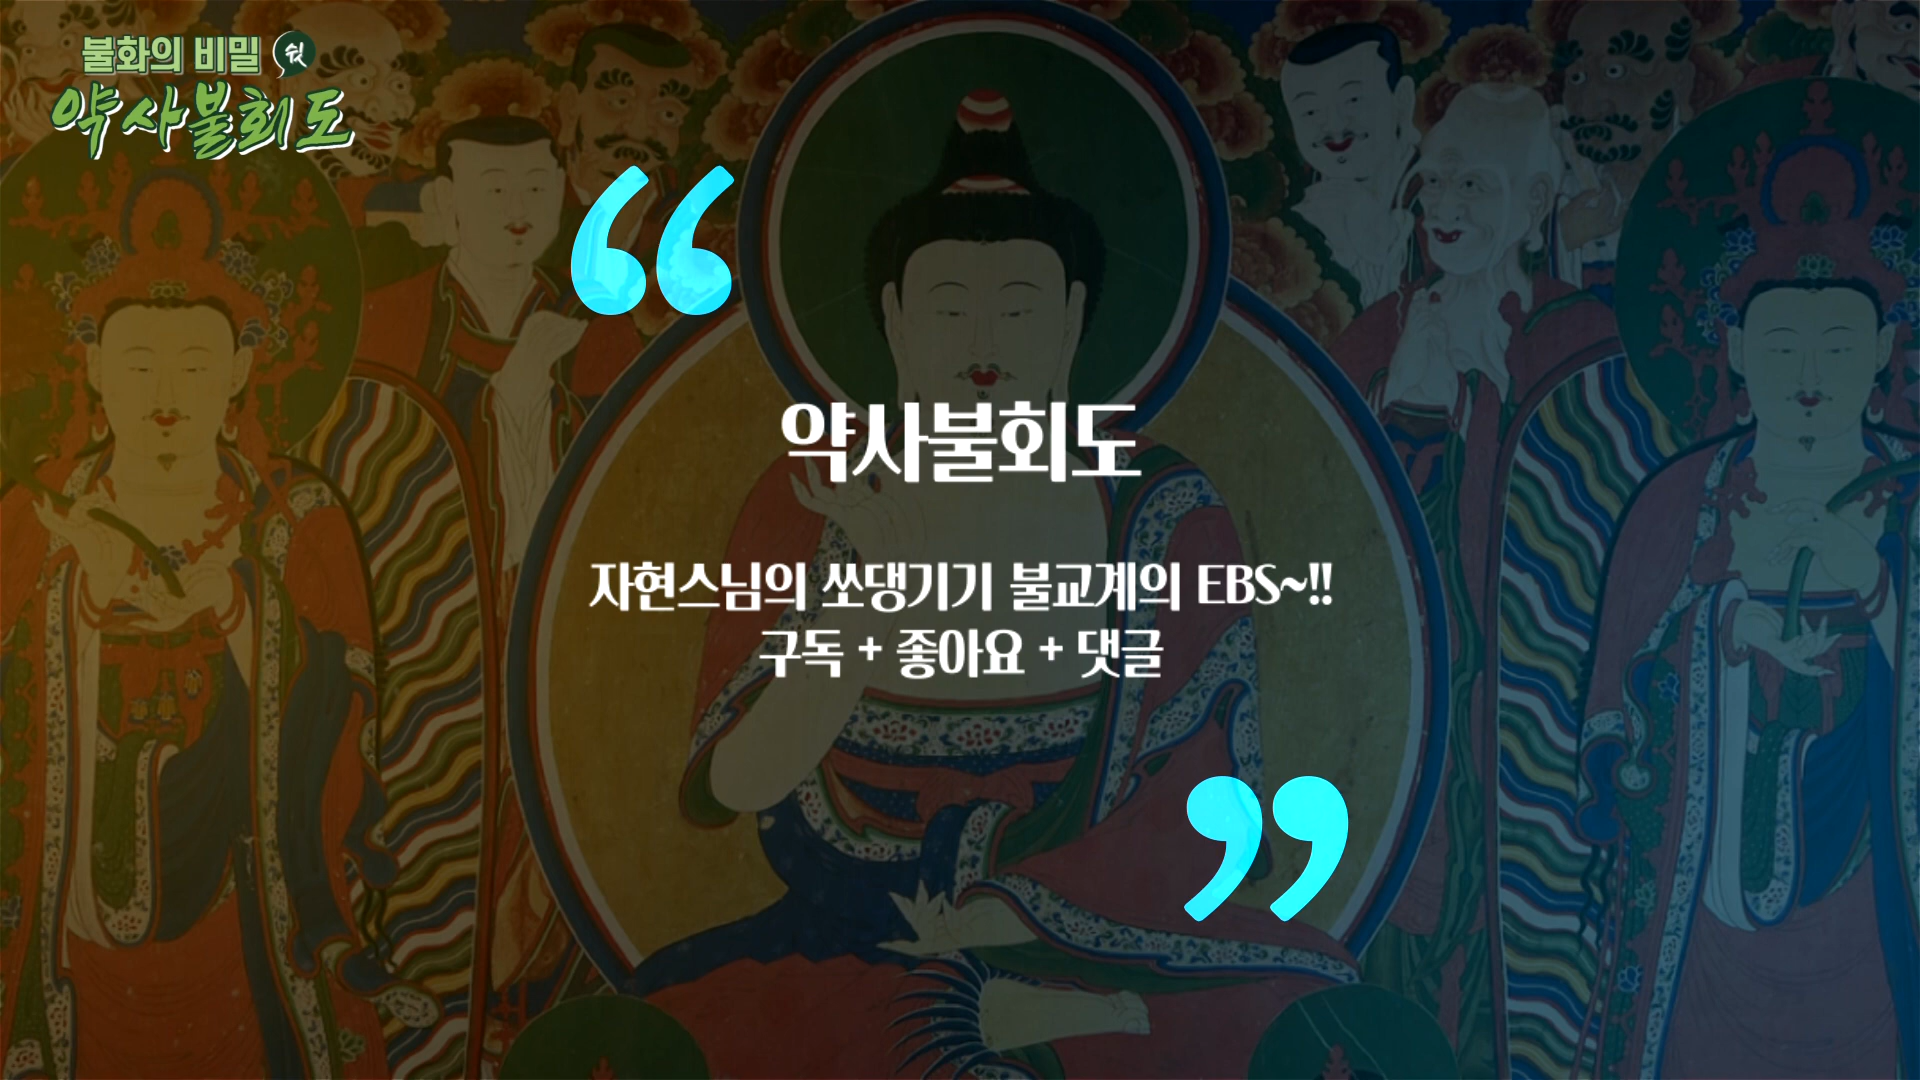 불화의 비밀 쉿
약사불회도
약사불회도
자현스님의 쏘댕기기 불교계의 EBS~!!
구독 + 좋아요 + 댓글